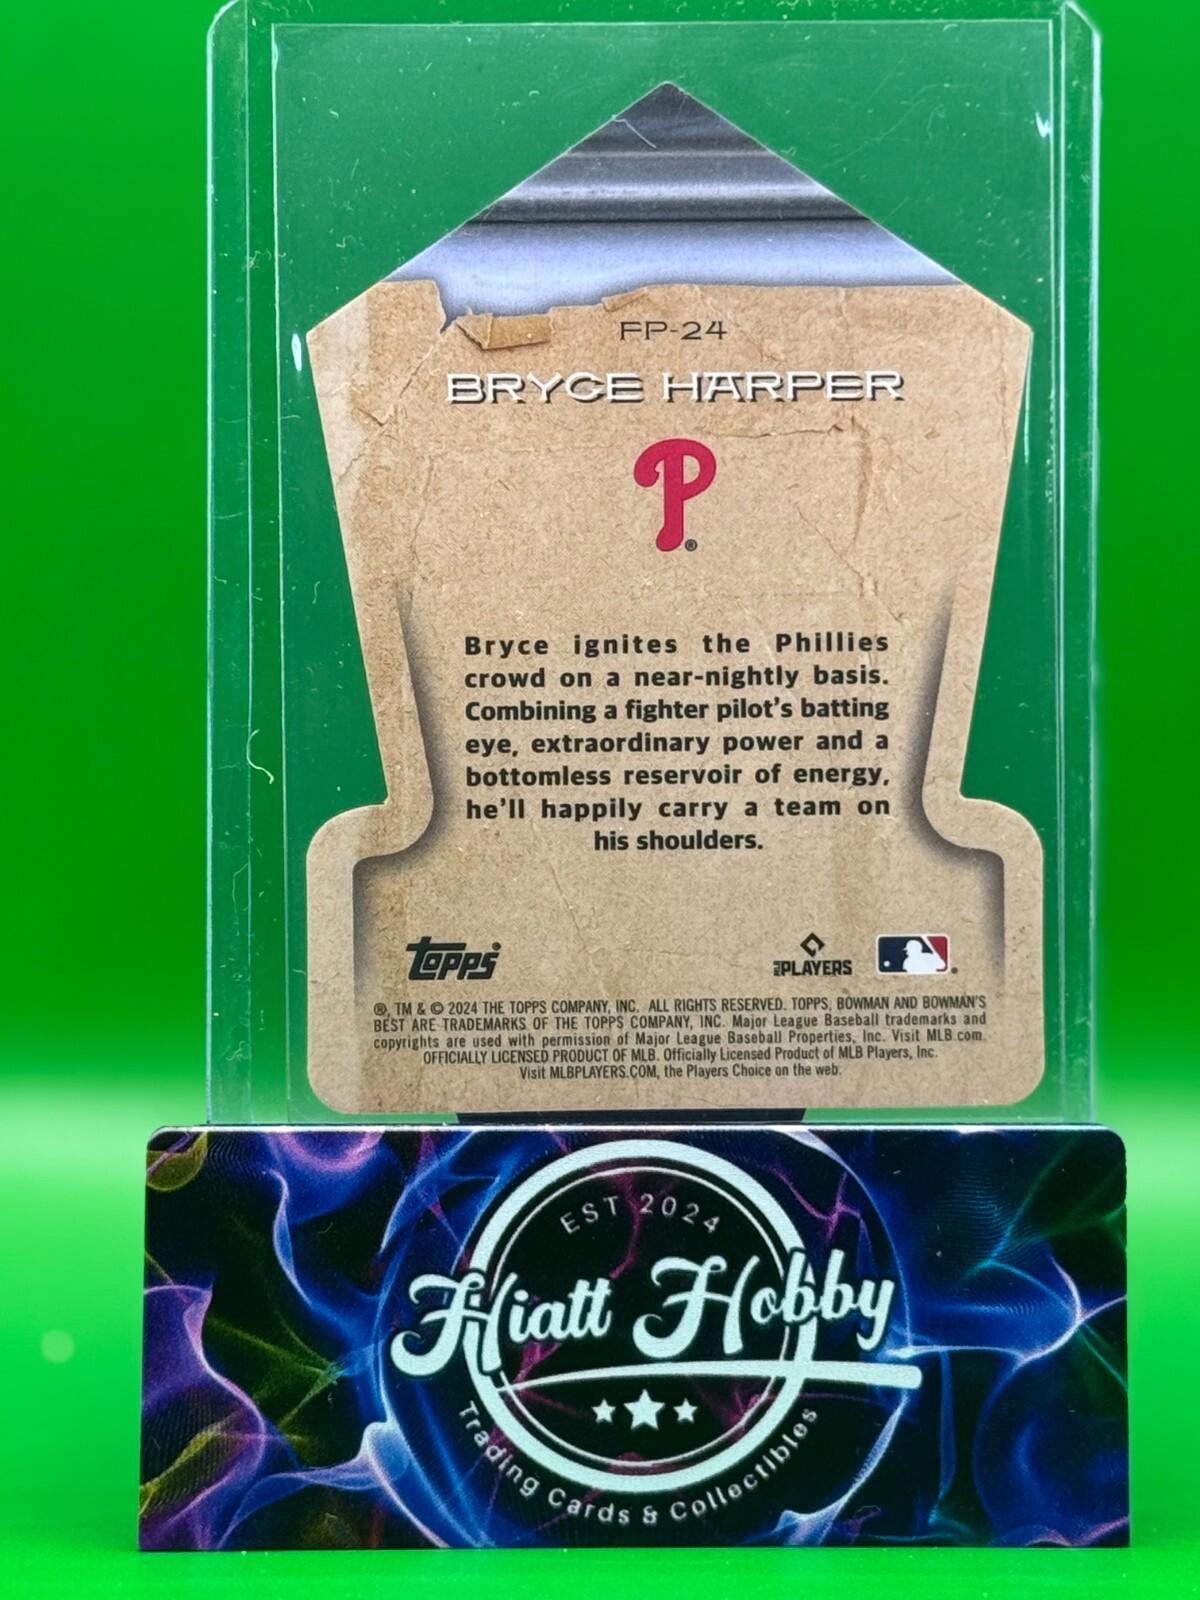 FP-24
BRYCE HARPER
P®
Bryce ignites the Phillies
crowd on a near-nightly basis.
Combining a fighter pilot's batting
eye, extraordinary power and a
bottomless reservoir of energy,
he'll happily carry a team on
his shoulders.
Topps
MLB PLAYERS
®, TM & © 2024 THE TOPPS COMPANY, INC. ALL RIGHTS RESERVED. TOPPS, BOWMAN AND BOWMAN'S
BEST ARE TRADEMARKS OF THE TOPPS COMPANY, INC. Major League Baseball trademarks and
copyrights are used with permission of Major League Baseball Properties, Inc. Visit MLB.com.
OFFICIALLY LICENSED PRODUCT OF MLB. Officially Licensed Product of MLB Players, Inc.
Visit MLBPLAYERS.COM, the Players Choice on the web.
EST 2024
Hiatt Hobby
Trading Cards & Collectibles